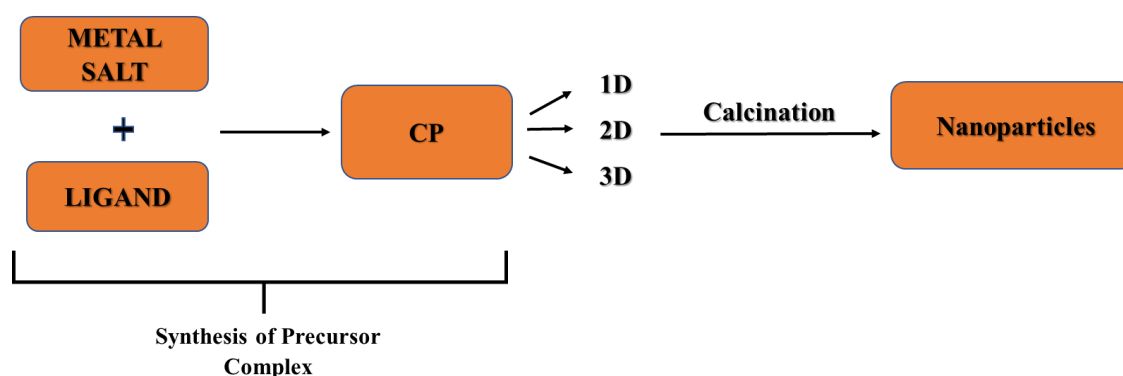 METAL
SALT
+
LIGAND
CP
1D
2D
3D
Calcination
Nanoparticles
Synthesis of Precursor
Complex